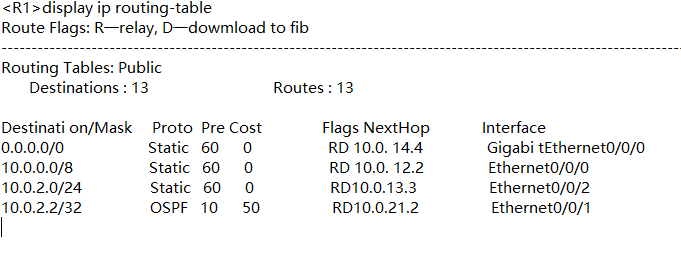 <R1>display ip routing-table
Route Flags: R—relay, D—dowmload to fib
Routing Tables: Public
Destinations : 13 Routes : 13
Destinati on/Mask Proto Pre Cost Flags NextHop Interface
0.0.0.0/0 Static 60 0 RD 10.0. 14.4 Gigabi tEthernet0/0/0
10.0.0.0/8 Static 60 0 RD 10.0. 12.2 Ethernet0/0/0
10.0.2.0/24 Static 60 0 RD10.0.13.3 Ethernet0/0/2
10.0.2.2/32 OSPF 10 50 RD10.0.21.2 Ethernet0/0/1